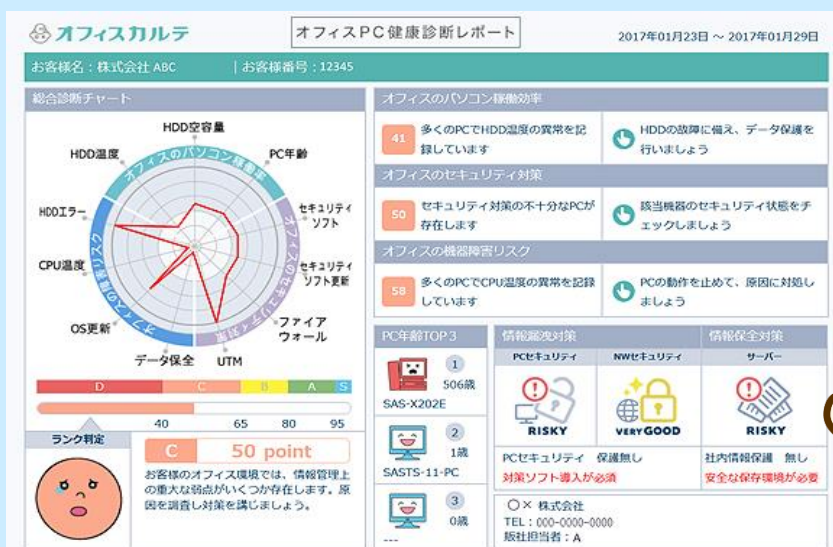 オフィスカルテ
オフィスPC健康診断レポート
2017年01月23日 ～ 2017年01月29日
お客様名：株式会社 ABC
| お客様番号：12345
総合診断チャート
HDD空容量
PC年齢
セキュリティ
ソフト
セキュリティ
ソフト更新
ファイア
ウォール
UTM
データ保全
OS更新
CPU温度
HDDエラー
HDD温度
オフィスのパソコン稼働率
オフィスのセキュリティ対策
オフィスの障害リスク
D
C
B
A
S
40
65
80
95
ランク判定
C
50 point
お客様のオフィス環境では、情報管理上
の重大な弱点がいくつか存在します。原
因を調査し対策を講じましょう。
オフィスのパソコン稼働効率
41
多くのPCでHDD温度の異常を記
録しています
HDDの故障に備え、データ保護を
行いましょう
オフィスのセキュリティ対策
50
セキュリティ対策の不十分なPCが
存在します
該当機器のセキュリティ状態をチ
ェックしましょう
オフィスの機器障害リスク
58
多くのPCでCPU温度の異常を記録
しています
PCの動作を止めて、原因に対処し
ましょう
PC年齢TOP３
1
506歳
SAS-X202E
2
1歳
SASTS-11-PC
3
0歳
---
情報漏洩対策
情報保全対策
PCセキュリティ
NWセキュリティ
サーバー
RISKY
VERY GOOD
RISKY
PCセキュリティ 保護無し
対策ソフト導入が必須
社内情報保護 無し
安全な保存環境が必要
○× 株式会社
TEL：000-0000-0000
販社担当者：A